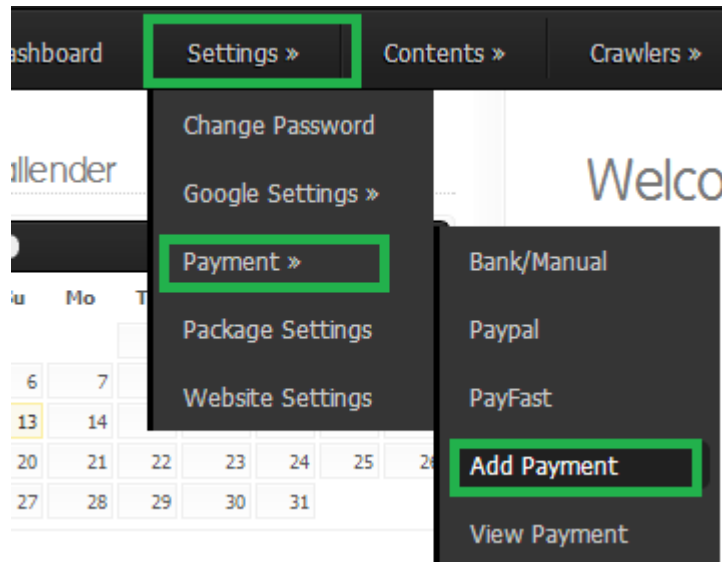 ashboard Settings » Contents » Crawlers »
Change Password
allender
Google Settings »
Welco
Payment »
Bank/Manual
Su Mo T
Package Settings
Paypal
6 7
Website Settings
PayFast
13 14
20 21 22 23 24 25 26
Add Payment
27 28 29 30 31
View Payment